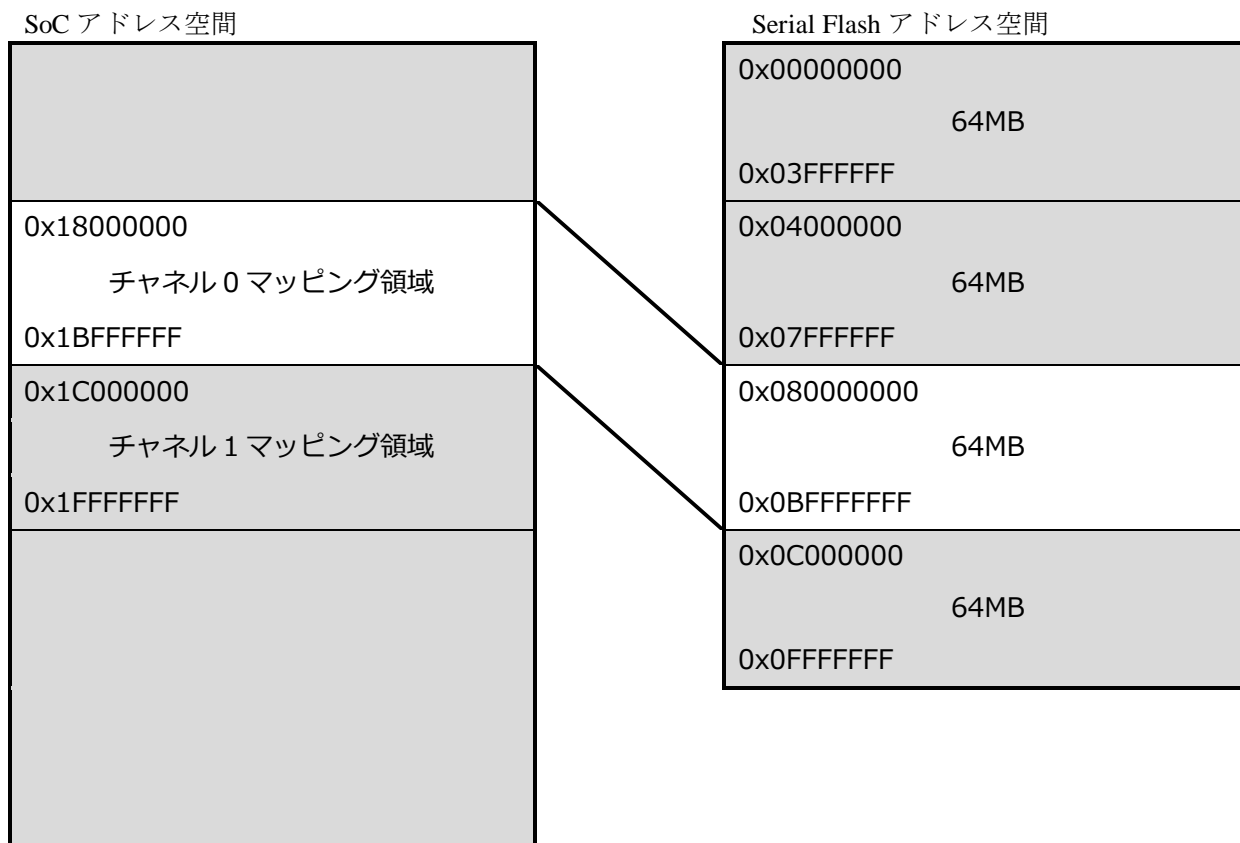 SoC アドレス空間
0x18000000
チャネル 0 マッピング領域
0x1BFFFFFF
0x1C000000
チャネル 1 マッピング領域
0x1FFFFFFF
Serial Flash アドレス空間
0x00000000
64MB
0x03FFFFFF
0x04000000
64MB
0x07FFFFFF
0x080000000
64MB
0x0BFFFFFFF
0x0C000000
64MB
0x0FFFFFFF